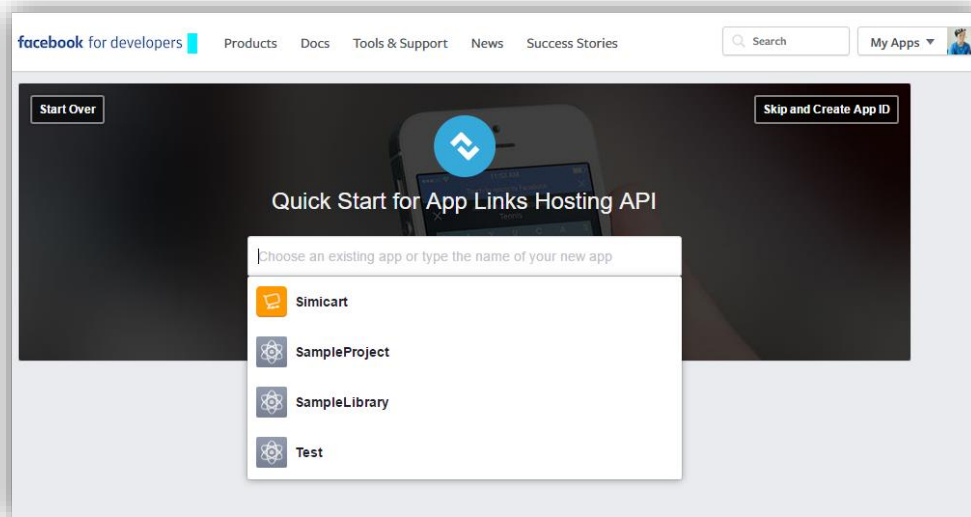 facebook for developers Products Docs Tools & Support News Success Stories Search My Apps
Start Over Skip and Create App ID
Quick Start for App Links Hosting API
Choose an existing app or type the name of your new app
Simicart
SampleProject
SampleLibrary
Test